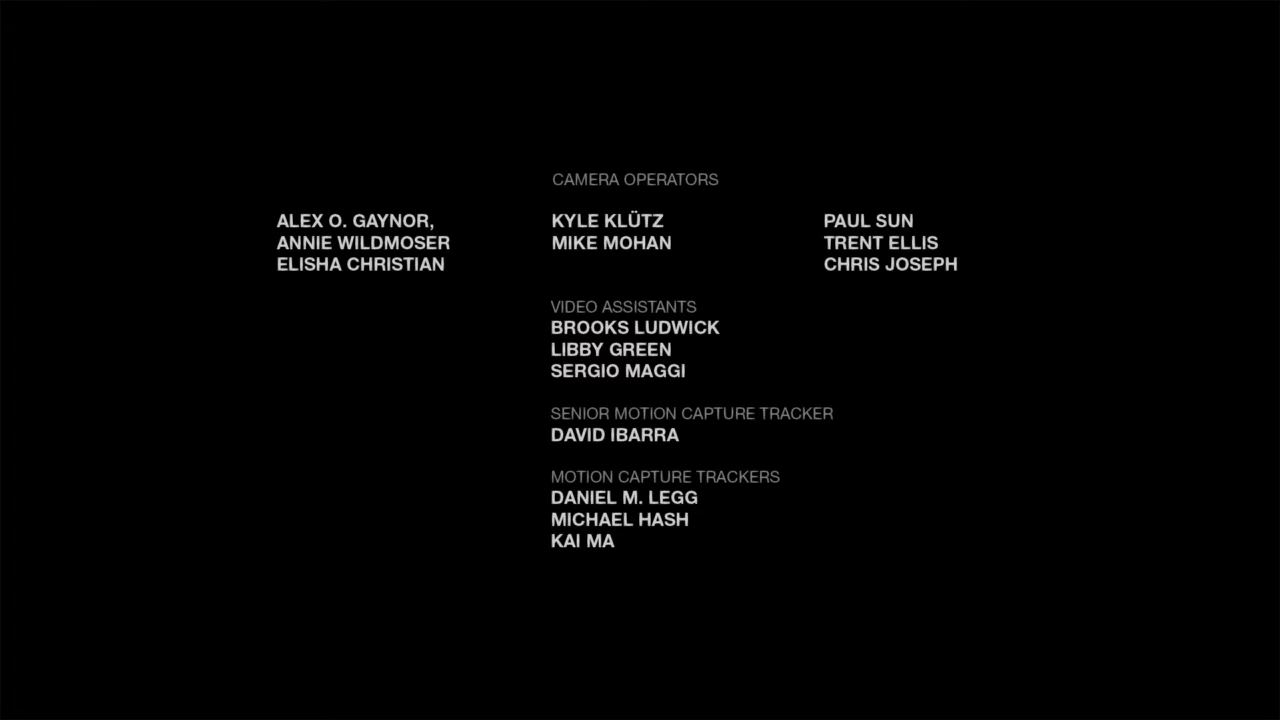 CAMERA OPERATORS
ALEX O. GAYNOR,
ANNIE WILDMOSER
ELISHA CHRISTIAN
KYLE KLÜTZ
MIKE MOHAN
PAUL SUN
TRENT ELLIS
CHRIS JOSEPH
VIDEO ASSISTANTS
BROOKS LUDWICK
LIBBY GREEN
SERGIO MAGGI
SENIOR MOTION CAPTURE TRACKER
DAVID IBARRA
MOTION CAPTURE TRACKERS
DANIEL M. LEGG
MICHAEL HASH
KAI MA